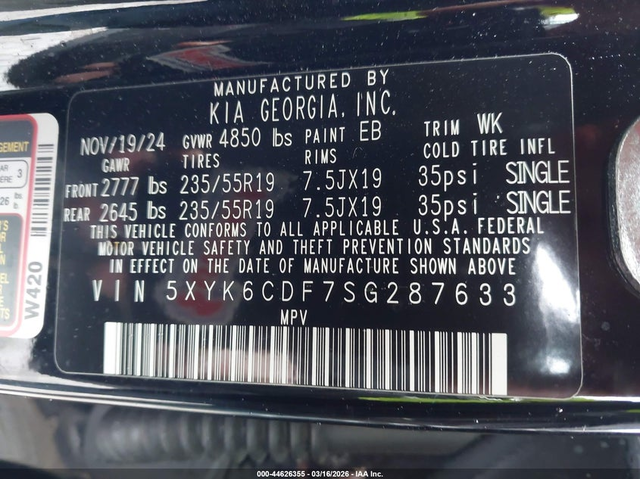 MANUFACTURED BY
KIA GEORGIA, INC.
NOV/19/24 GVWR 4850 lbs PAINT EB TRIM WK
GAWR TIRES RIMS COLD TIRE INFL
FRONT 2777 lbs 235/55R19 7.5JX19 35psi SINGLE
REAR 2645 lbs 235/55R19 7.5JX19 35psi SINGLE
THIS VEHICLE CONFORMS TO ALL APPLICABLE U.S.A. FEDERAL
MOTOR VEHICLE SAFETY AND THEFT PREVENTION STANDARDS
IN EFFECT ON THE DATE OF MANUFACTURE SHOWN ABOVE
VIN 5XYK6CDF7SG287633
MPV
W420
000-44626355 - 03/16/2026 - IAA Inc.